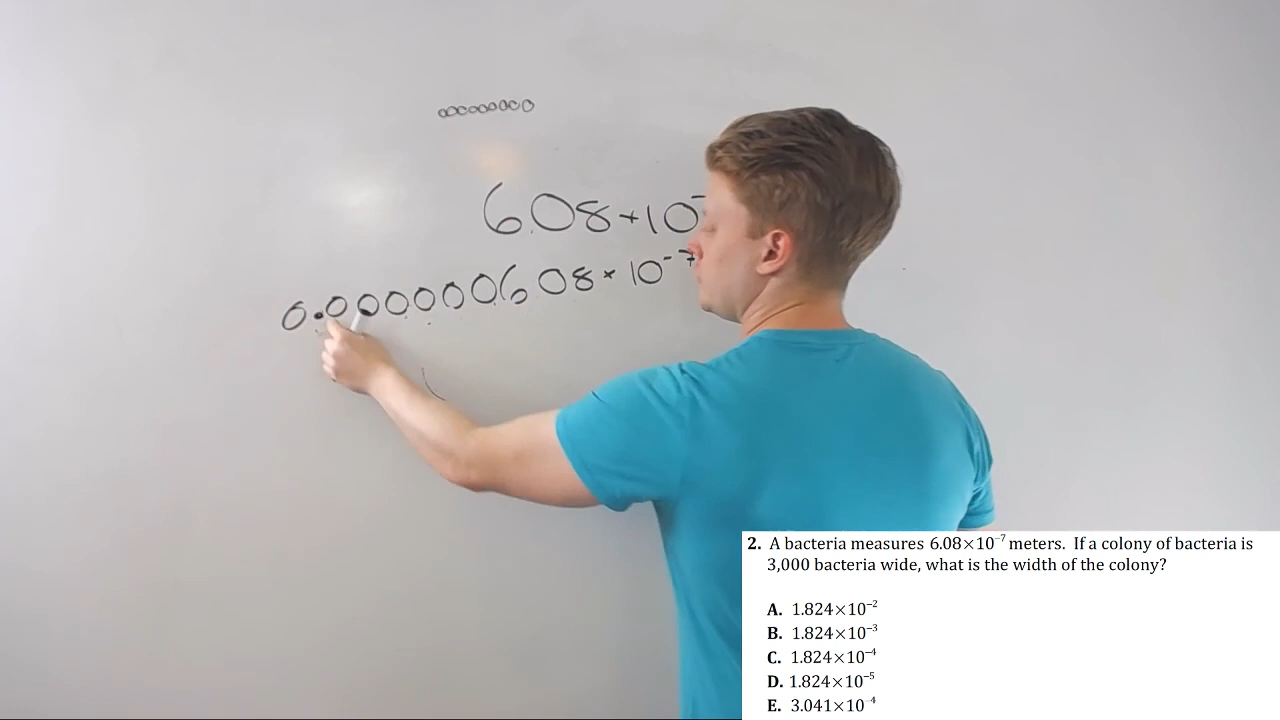 6.08×10⁻
0.000000608×10⁻⁷
2. A bacteria measures 6.08×10⁻⁷ meters. If a colony of bacteria is
3,000 bacteria wide, what is the width of the colony?
A. 1.824×10⁻²
B. 1.824×10⁻³
C. 1.824×10⁻⁴
D. 1.824×10⁻⁵
E. 3.041×10⁻⁴